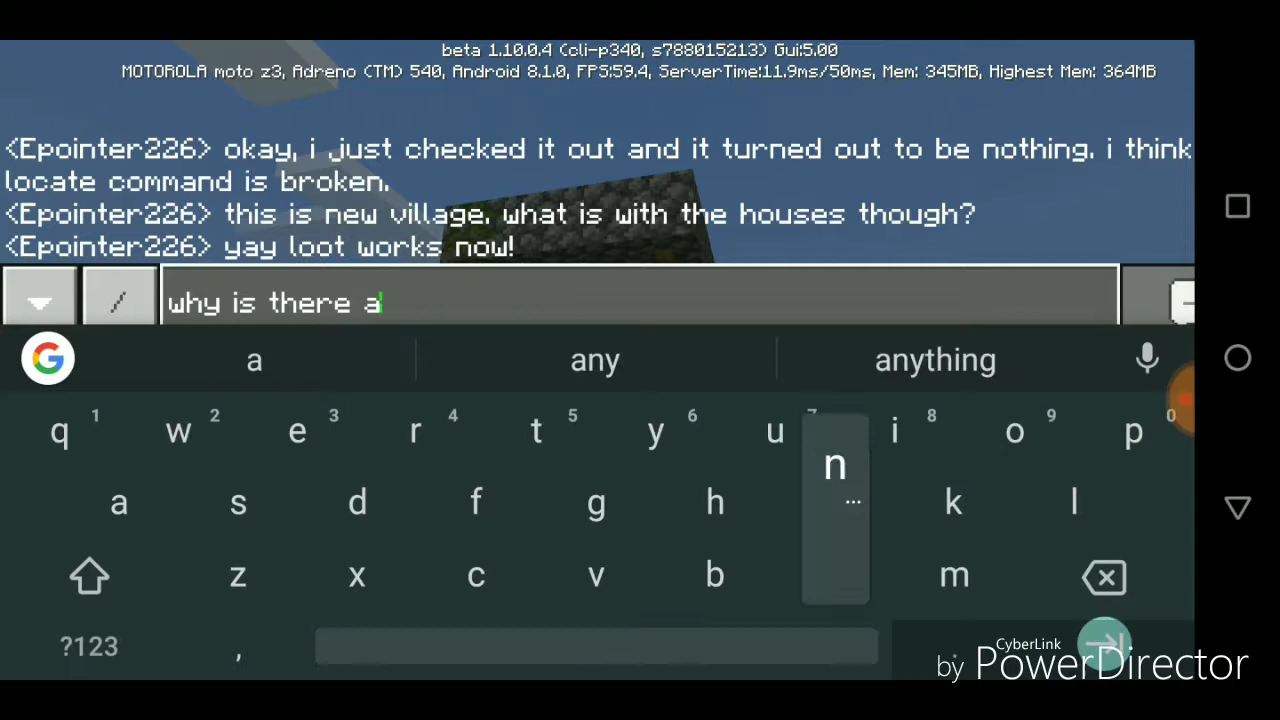 beta 1.10.0.4 (cli-p340, s788015213) Gui:5.00
MOTOROLA moto z3, Adreno (TM) 540, Android 8.1.0, FPS:59.4, ServerTime:11.9ms/50ms, Mem: 345MB, Highest Mem: 364MB
<Epointer226> okay, i just checked it out and it turned out to be nothing. i think
locate command is broken.
<Epointer226> this is new village. what is with the houses though?
<Epointer226> yay loot works now!
/ why is there a
G a any anything
q 1 w 2 e 3 r 4 t 5 y 6 u 7 i 8 o 9 p 0
a s d f g h k l
n ...
z x c v b m
?123 , .
CyberLink
by PowerDirector